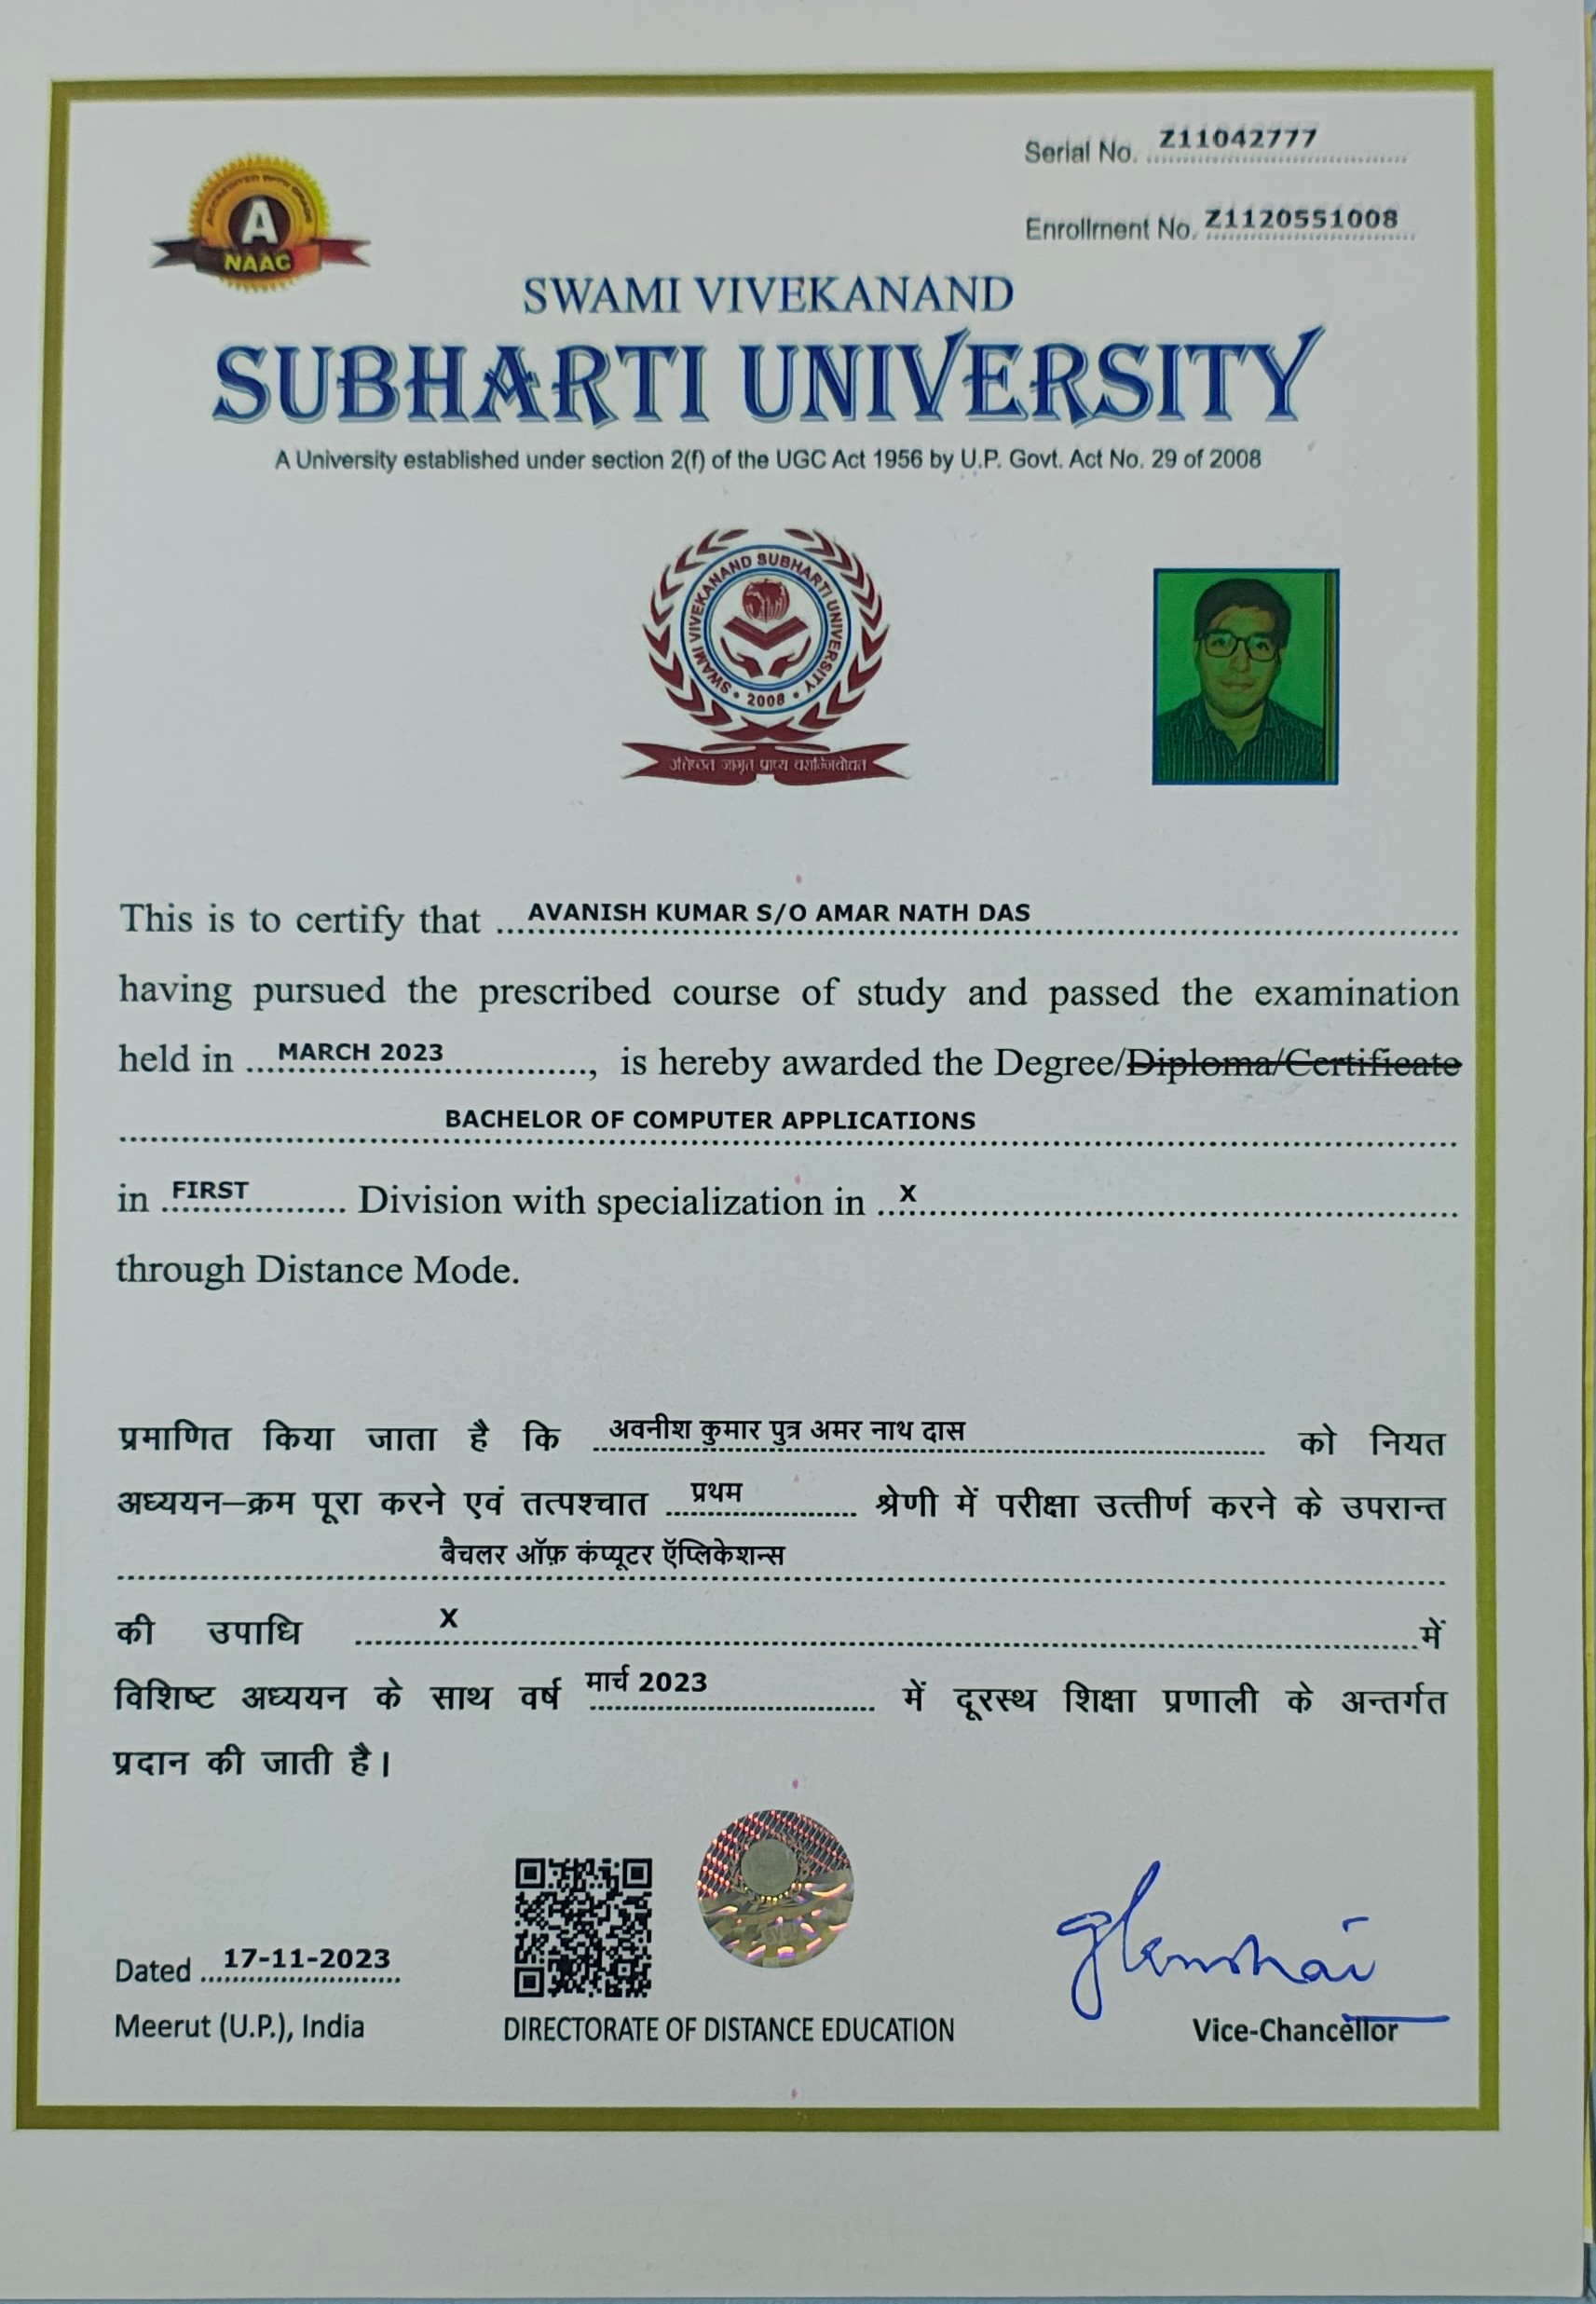 Serial No. Z11042777
Enrollment No. Z1120551008
ACCREDITED WITH GRADE
A
NAAC
SWAMI VIVEKANAND
SUBHARTI UNIVERSITY
A University established under section 2(f) of the UGC Act 1956 by U.P. Govt. Act No. 29 of 2008
SWAMI VIVEKANAND SUBHARTI UNIVERSITY
• 2008 •
जाग्रत प्राप्य
This is to certify that AVANISH KUMAR S/O AMAR NATH DAS
having pursued the prescribed course of study and passed the examination
held in MARCH 2023, is hereby awarded the Degree/Diploma/Certificate
BACHELOR OF COMPUTER APPLICATIONS
in FIRST Division with specialization in X
through Distance Mode.
प्रमाणित किया जाता है कि अवनीश कुमार पुत्र अमर नाथ दास को नियत
अध्ययन–क्रम पूरा करने एवं तत्पश्चात प्रथम श्रेणी में परीक्षा उत्तीर्ण करने के उपरान्त
बैचलर ऑफ़ कंप्यूटर ऍप्लिकेशन्स
की उपाधि X में
विशिष्ट अध्ययन के साथ वर्ष मार्च 2023 में दूरस्थ शिक्षा प्रणाली के अन्तर्गत
प्रदान की जाती है।
Dated 17-11-2023
Meerut (U.P.), India
DIRECTORATE OF DISTANCE EDUCATION
Vice-Chancellor